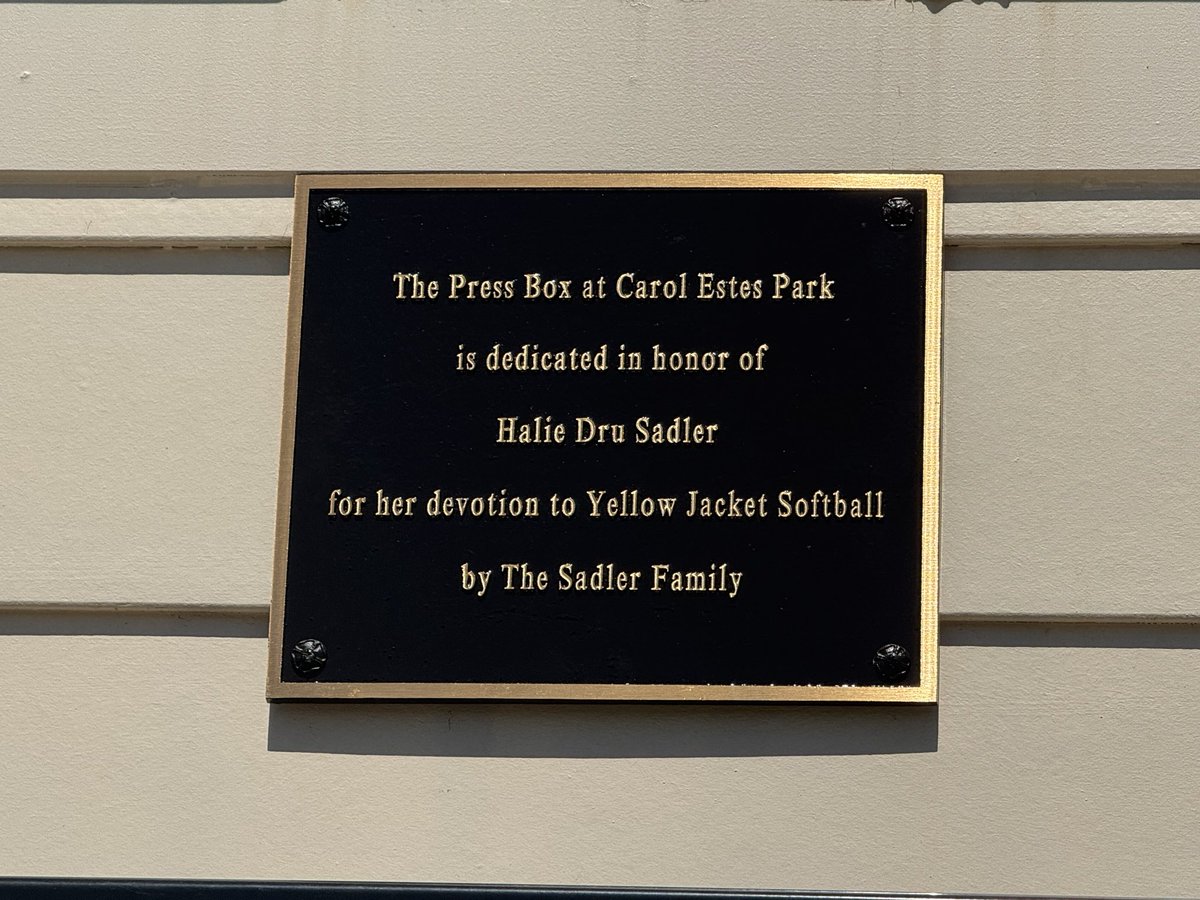 The Press Box at Carol Estes Park
is dedicated in honor of
Halie Dru Sadler
for her devotion to Yellow Jacket Softball
by The Sadler Family